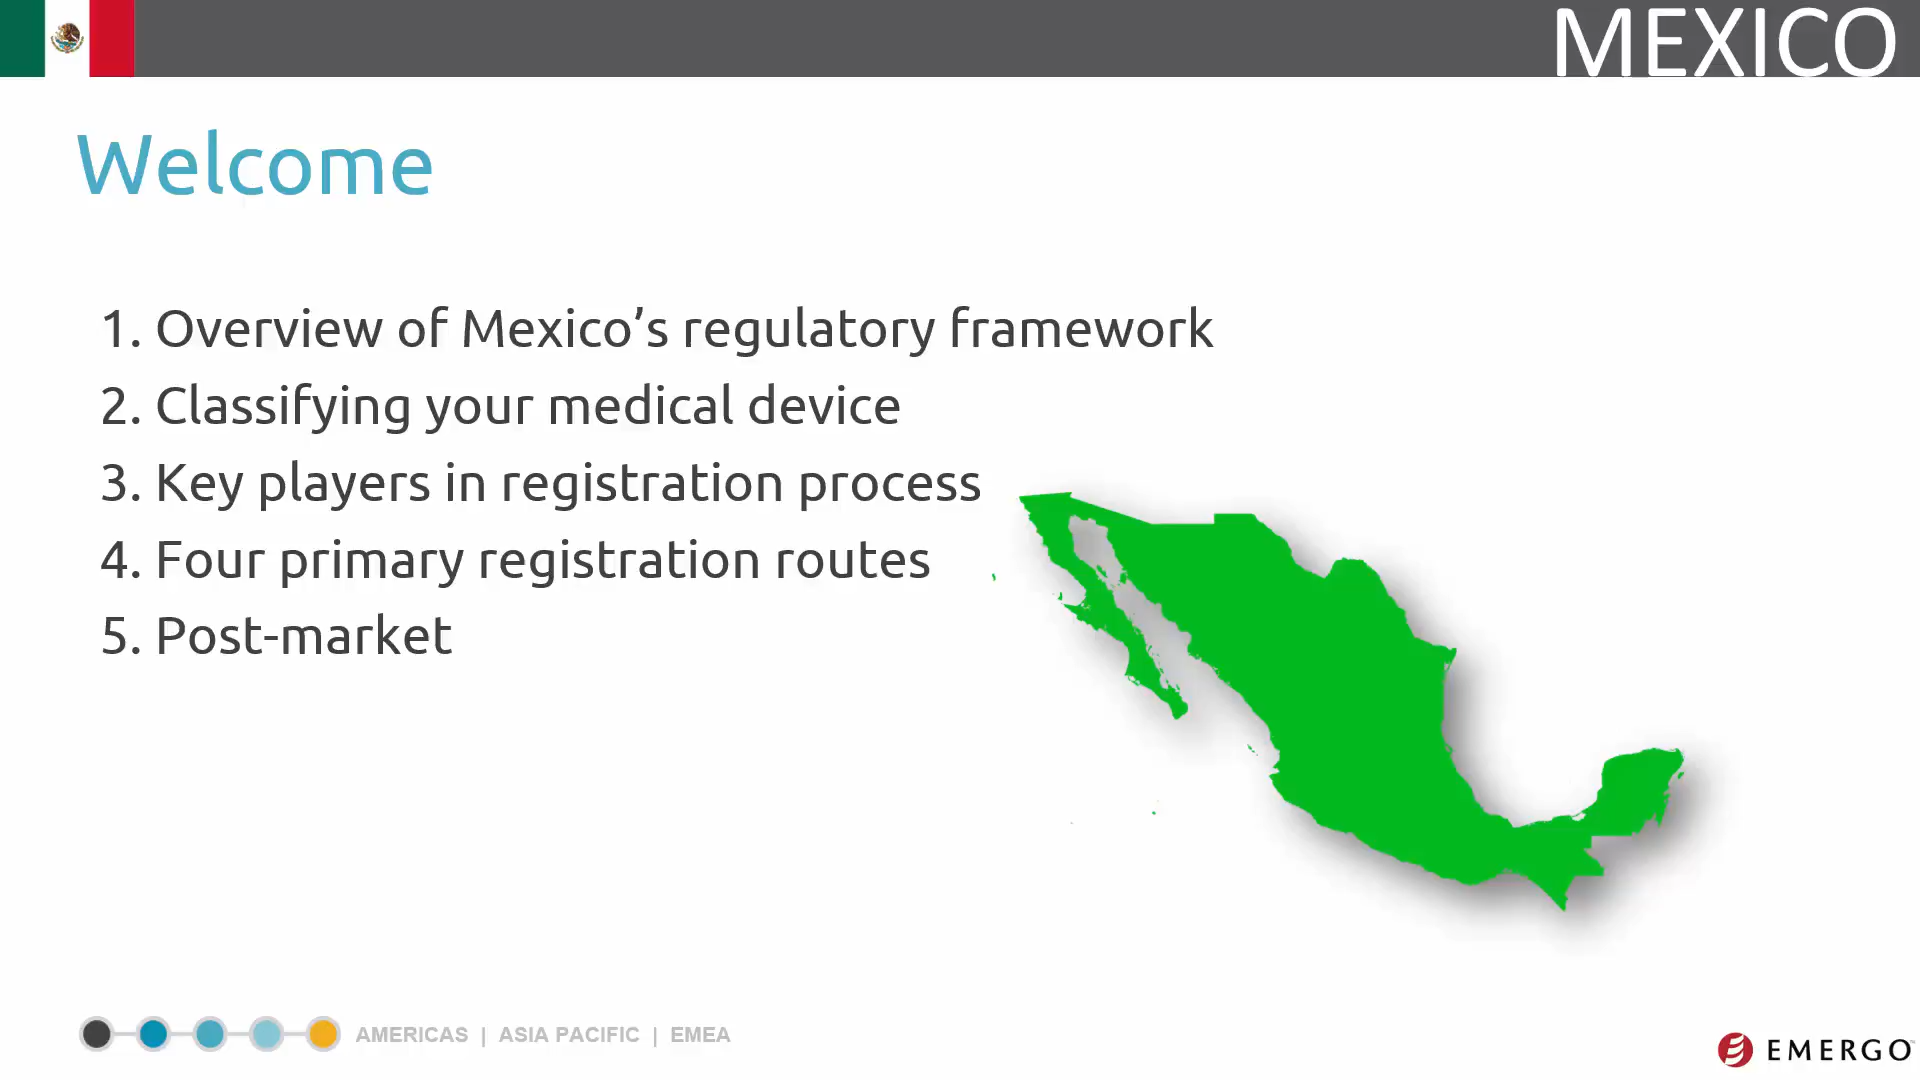 MEXICO
Welcome
1. Overview of Mexico’s regulatory framework
2. Classifying your medical device
3. Key players in registration process
4. Four primary registration routes
5. Post-market
AMERICAS | ASIA PACIFIC | EMEA
EMERGO